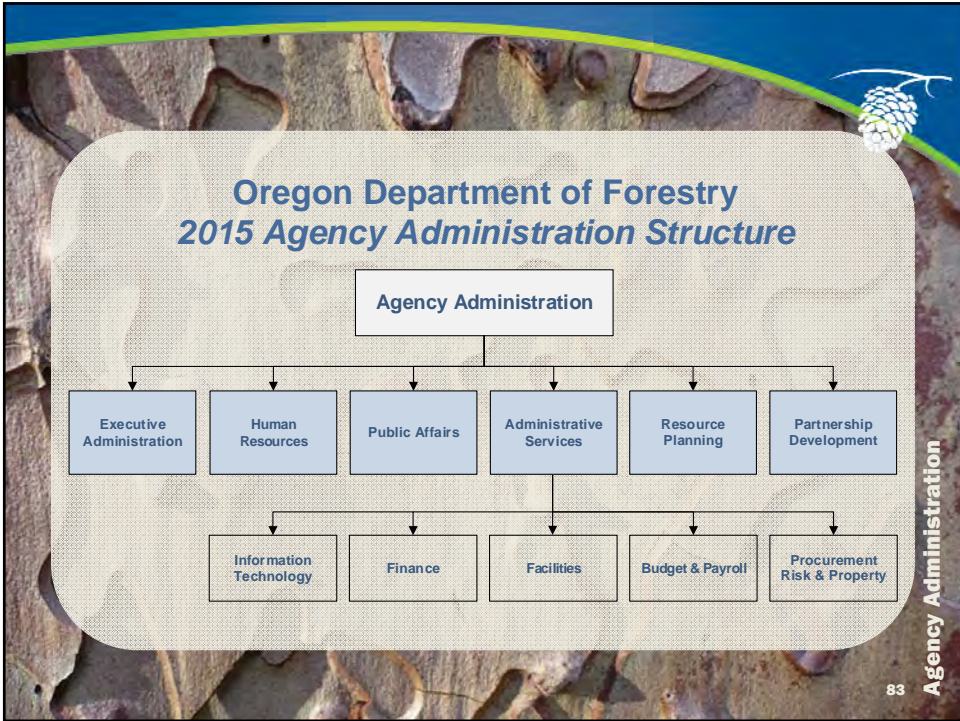 Oregon Department of Forestry
2015 Agency Administration Structure
Agency Administration
Executive
Administration
Human
Resources
Public Affairs
Administrative
Services
Resource
Planning
Partnership
Development
Information
Technology
Finance
Facilities
Budget & Payroll
Procurement
Risk & Property
Agency Administration
83